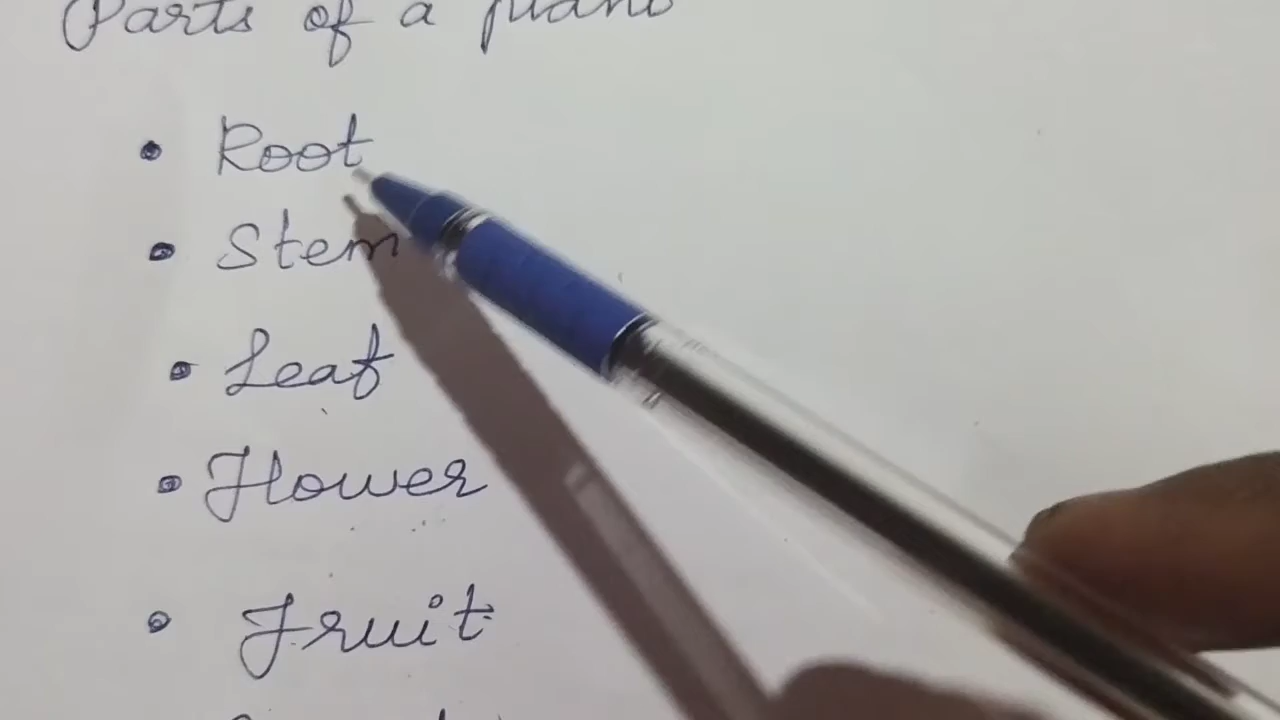 Parts of a plant
• Root
• Stem
• Leaf
• Flower
• Fruit